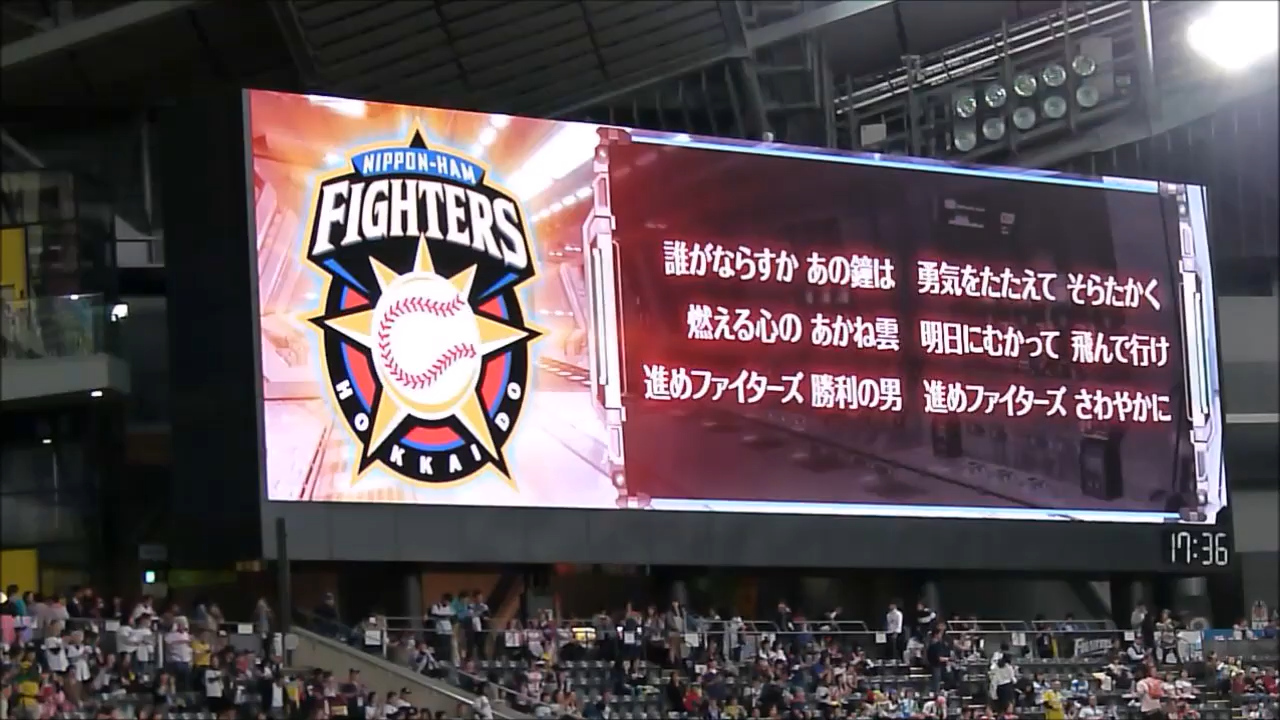 NIPPON-HAM
FIGHTERS
HOKKAIDO
誰がならすか あの鐘は 勇気をたたえて そらたかく
燃える心の あかね雲 明日にむかって 飛んで行け
進めファイターズ 勝利の男 進めファイターズ さわやかに
17:36
FIGHTERS